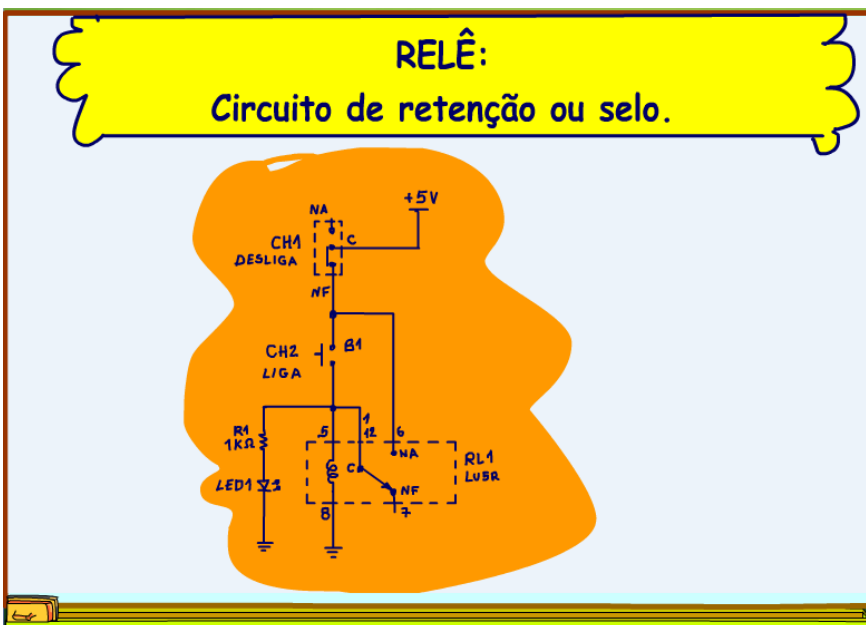 RELÊ:
Circuito de retenção ou selo.
+5V
NA
CH1
C
DESLIGA
NF
CH2
B1
LIGA
R1
1KΩ
5
1
12
6
NA
C
RL1
LU5R
LED1
NF
8
7